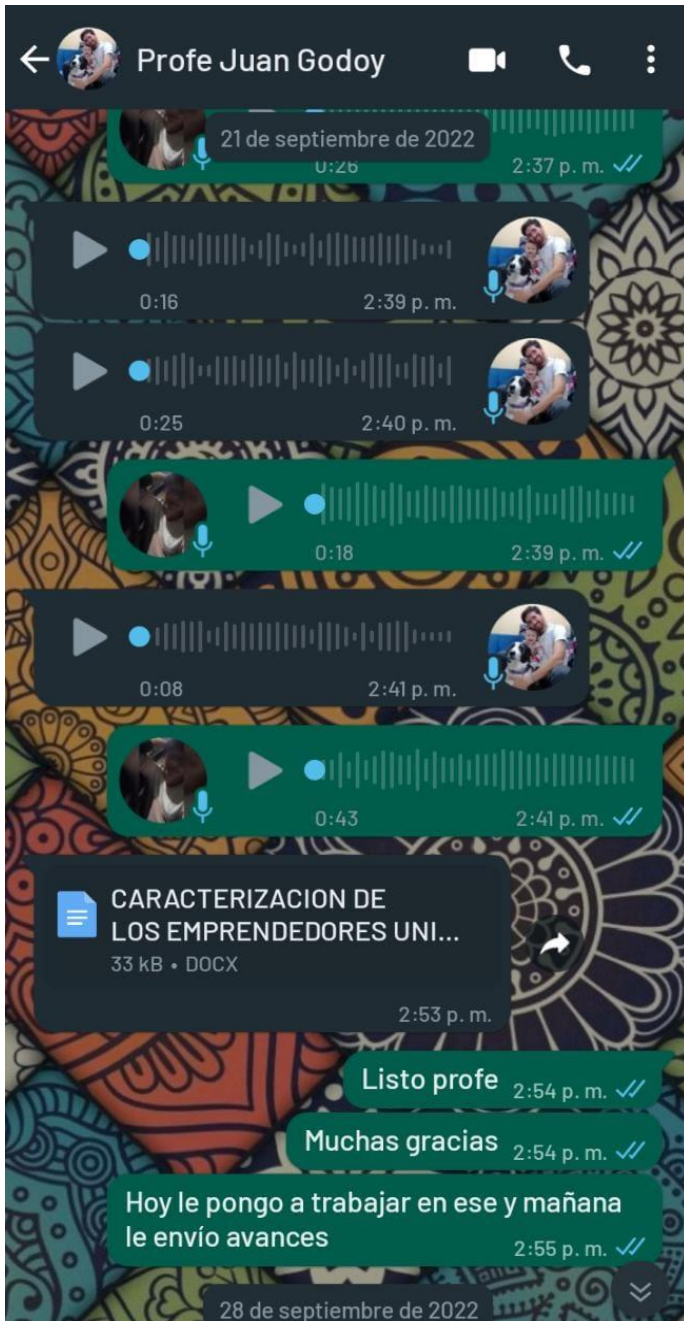 Profe Juan Godoy
21 de septiembre de 2022
0:26 2:37 p. m.
0:16 2:39 p. m.
0:25 2:40 p. m.
0:18 2:39 p. m.
0:08 2:41 p. m.
0:43 2:41 p. m.
CARACTERIZACION DE
LOS EMPRENDEDORES UNI...
33 kB • DOCX
2:53 p. m.
Listo profe 2:54 p. m.
Muchas gracias 2:54 p. m.
Hoy le pongo a trabajar en ese y mañana
le envío avances
2:55 p. m.
28 de septiembre de 2022